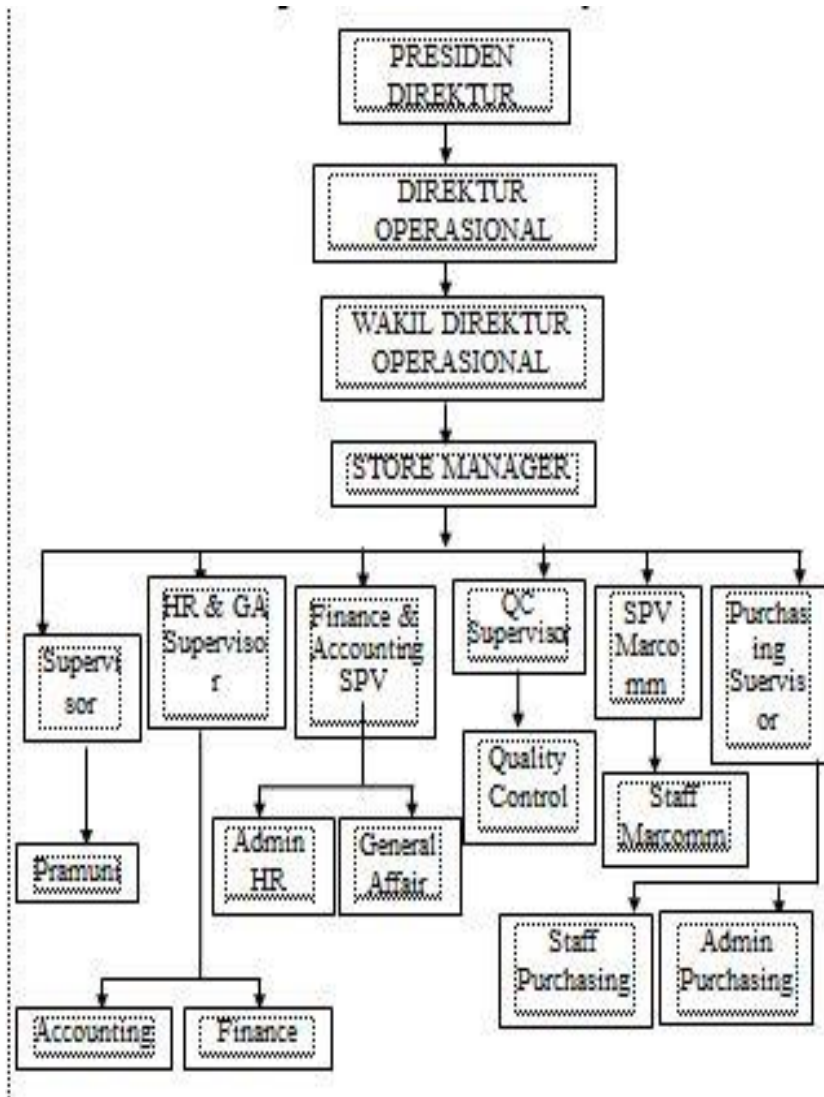 PRESIDEN
DIREKTUR
DIREKTUR
OPERASIONAL
WAKIL DIREKTUR
OPERASIONAL
STORE MANAGER
Supervi
sor
HR & GA
Superviso
r
Finance &
Accounting
SPV
QC
Supervisor
SPV
Marco
mm
Purchas
ing
Suervis
or
Pramuni
Admin
HR
General
Affair
Quality
Control
Staff
Marcomm
Staff
Purchasing
Admin
Purchasing
Accounting
Finance